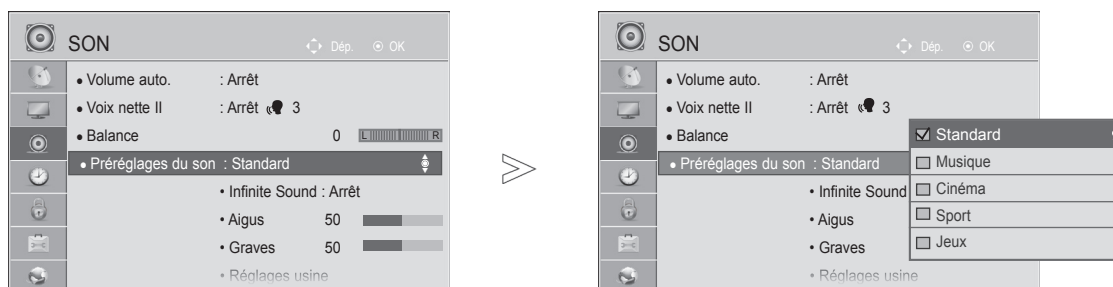 SON
Dép. OK
• Volume auto. : Arrêt
• Voix nette II : Arrêt 3
• Balance 0 L R
• Préréglages du son : Standard
• Infinite Sound : Arrêt
• Aigus 50
• Graves 50
• Réglages usine
SON
Dép. OK
• Volume auto. : Arrêt
• Voix nette II : Arrêt 3
• Balance
• Préréglages du son : Standard
• Infinite Sound
• Aigus
• Graves
• Réglages usine
Standard
Musique
Cinéma
Sport
Jeux